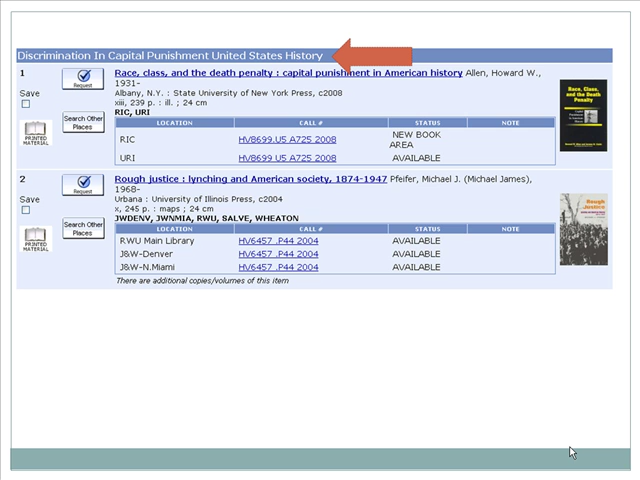 Discrimination In Capital Punishment United States History
1
Save
Request
Search Other Places
PRINTED MATERIAL
Race, class, and the death penalty : capital punishment in American history Allen, Howard W.,
1931-
Albany, N.Y. : State University of New York Press, c2008
xiii, 239 p. : ill. ; 24 cm
RIC, URI
LOCATION CALL # STATUS NOTE
RIC HV8699.U5 A725 2008 NEW BOOK AREA
URI HV8699.U5 A725 2008 AVAILABLE
Race, Class,
and the Death
Penalty
2
Save
Request
Search Other Places
PRINTED MATERIAL
Rough justice : lynching and American society, 1874-1947 Pfeifer, Michael J. (Michael James),
1968-
Urbana : University of Illinois Press, c2004
x, 245 p. : maps ; 24 cm
JWDENV, JWNMIA, RWU, SALVE, WHEATON
LOCATION CALL # STATUS NOTE
RWU Main Library HV6457 .P44 2004 AVAILABLE
J&W-Denver HV6457 .P44 2004 AVAILABLE
J&W-N.Miami HV6457 .P44 2004 AVAILABLE
There are additional copies/volumes of this item
Rough
Justice